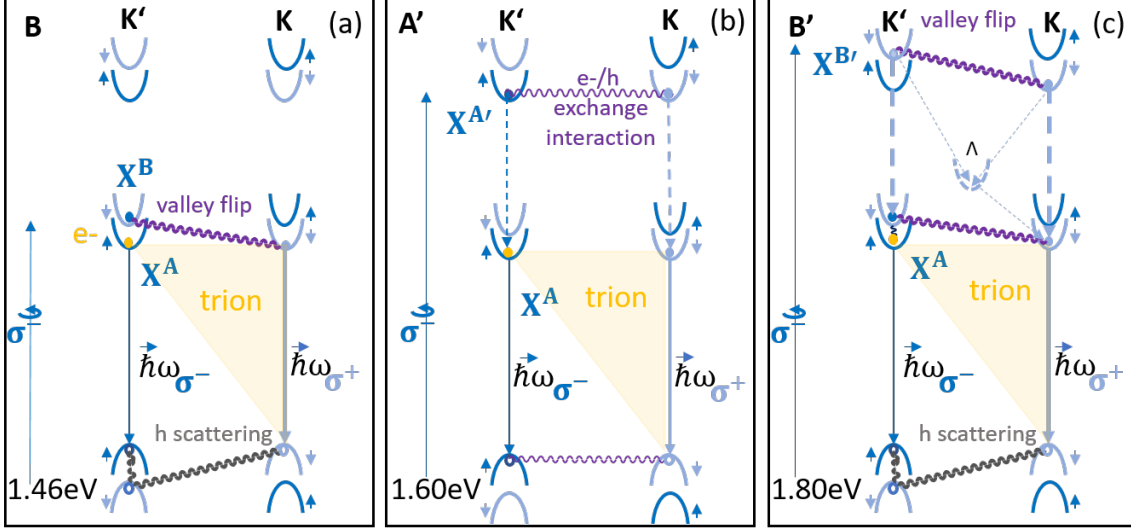 B K‘ K (a)
X^B
valley flip
e-
X^A
trion
σ⁻
ħω σ⁻
ħω σ⁺
h scattering
1.46eV
A’ K‘ K (b)
e-/h
exchange
interaction
X^A′
X^A
trion
σ⁻
ħω σ⁻
ħω σ⁺
1.60eV
B’ K‘ valley flip K (c)
X^B′
Λ
X^A
trion
σ⁻
ħω σ⁻
ħω σ⁺
h scattering
1.80eV